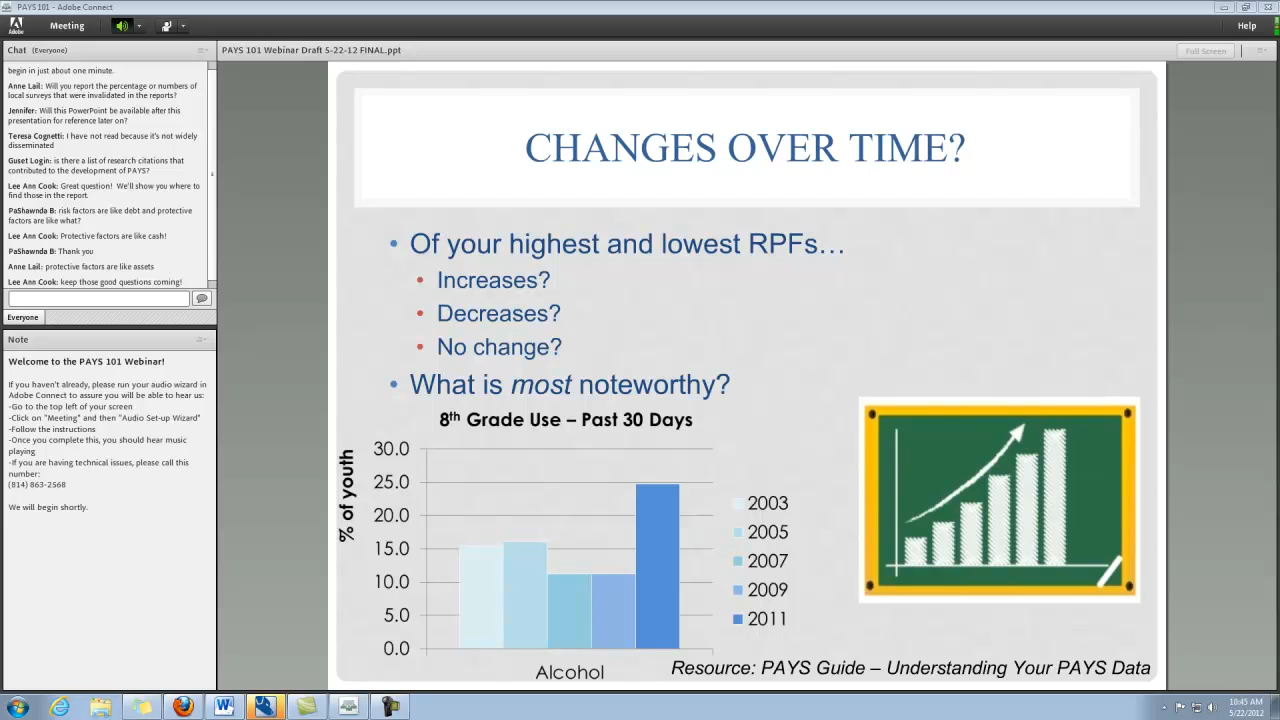 PAYS 101 - Adobe Connect
Adobe
Meeting
Help
Chat (Everyone)
PAYS 101 Webinar Draft 5-22-12 FINAL.ppt
Full Screen
begin in just about one minute.
Anne Lail: Will you report the percentage or numbers of
local surveys that were invalidated in the reports?
Jennifer: Will this PowerPoint be available after this
presentation for reference later on?
Teresa Cognetti: I have not read because it's not widely
disseminated
Guset Login: is there a list of research citations that
contributed to the development of PAYS?
Lee Ann Cook: Great question! We'll show you where to
find those in the report.
PaShawnda B: risk factors are like debt and protective
factors are like what?
Lee Ann Cook: Protective factors are like cash!
PaShawnda B: Thank you
Anne Lail: protective factors are like assets
Lee Ann Cook: keep those good questions coming!
Everyone
Note
Welcome to the PAYS 101 Webinar!
If you haven't already, please run your audio wizard in
Adobe Connect to assure you will be able to hear us:
-Go to the top left of your screen
-Click on "Meeting" and then "Audio Set-up Wizard"
-Follow the instructions
-Once you complete this, you should hear music
playing
-If you are having technical issues, please call this
number:
(814) 863-2568
We will begin shortly.
CHANGES OVER TIME?
• Of your highest and lowest RPFs…
• Increases?
• Decreases?
• No change?
• What is most noteworthy?
8th Grade Use – Past 30 Days
% of youth
30.0
25.0
20.0
15.0
10.0
5.0
0.0
Alcohol
2003
2005
2007
2009
2011
Resource: PAYS Guide – Understanding Your PAYS Data
10:45 AM
5/22/2012